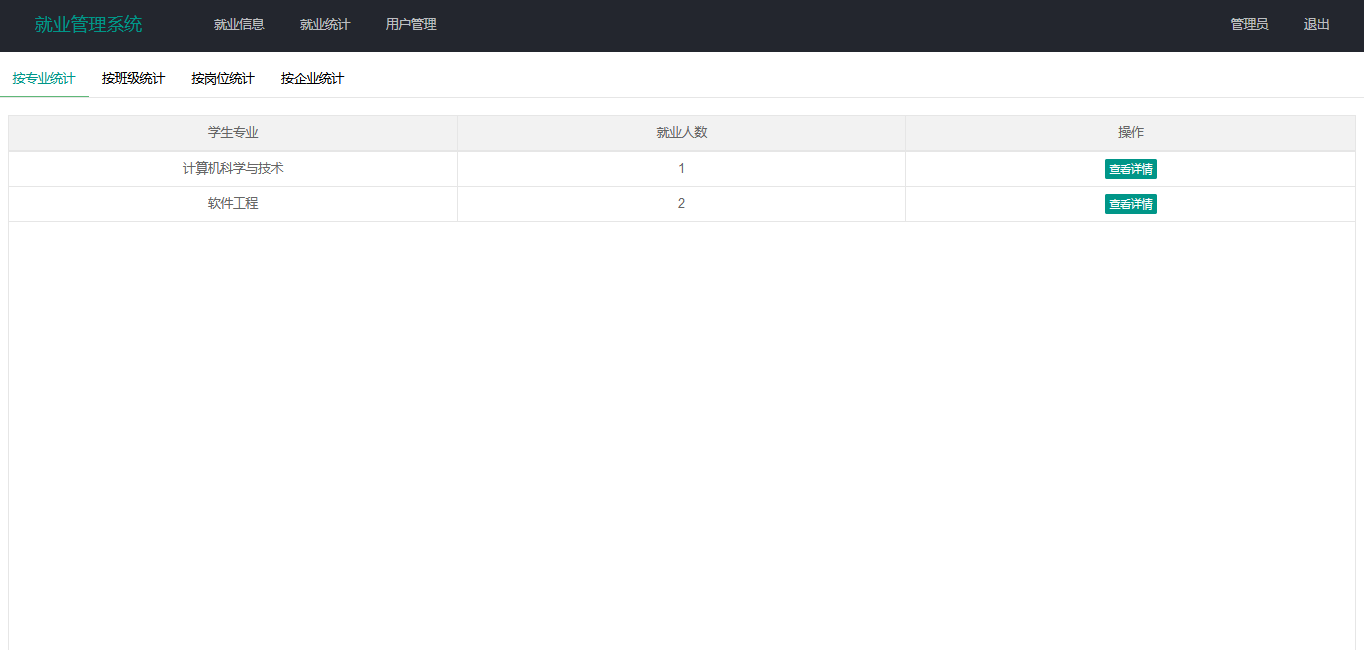 就业管理系统 就业信息 就业统计 用户管理 管理员 退出
按专业统计 按班级统计 按岗位统计 按企业统计
学生专业 就业人数 操作
计算机科学与技术 1 查看详情
软件工程 2 查看详情